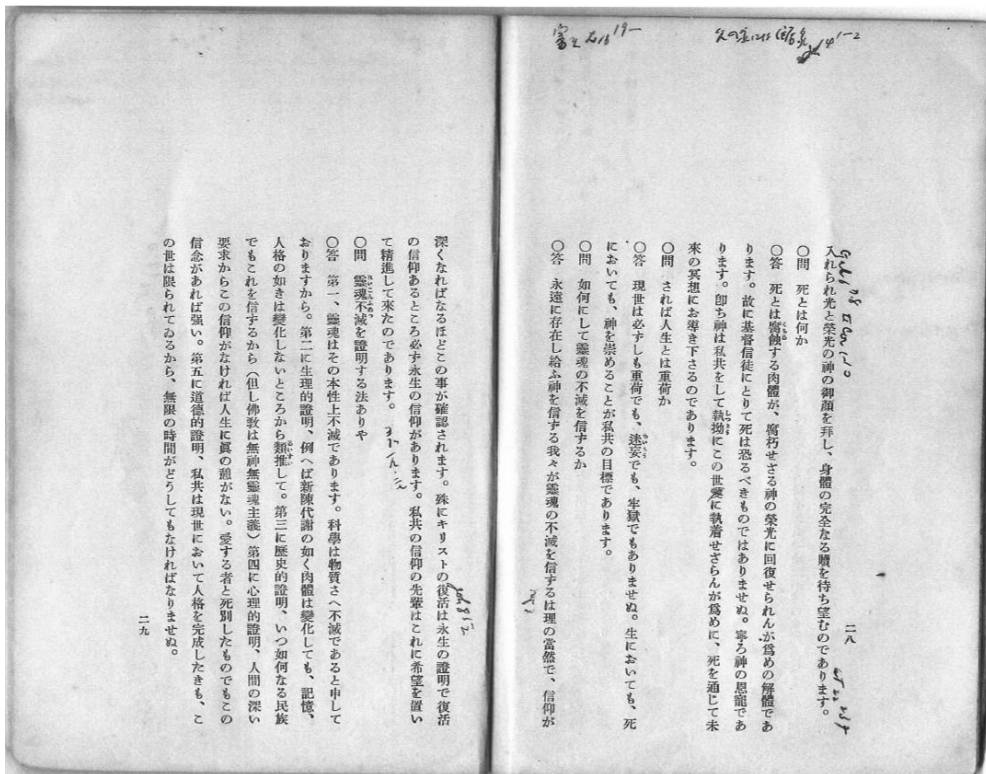 入れられ光と榮光の神の御顔を拜し、身體の完全なる贖を待ち望むのであります。
〇問　死とは何か
〇答　死とは腐蝕する肉體が、腐朽せざる神の榮光に回復せられんが爲めの解體であ
ります。故に基督信徒にとりて死は恐るべきものではありませぬ。寧ろ神の恩寵であ
ります。卽ち神は私共をして執拗にこの世に執着せざらんが爲めに、死を通じて未
來の冥想にお導き下さるのであります。
〇問　されば人生とは重荷か
〇答　現世は必ずしも重荷でも、迷妄でも、牢獄でもありませぬ。生においても、死
においても、神を崇めることが私共の目標であります。
〇問　如何にして靈魂の不滅を信ずるか
〇答　永遠に存在し給ふ神を信ずる我々が靈魂の不滅を信ずるは理の當然で、信仰が
二八
深くなればなるほどこの事が確認されます。殊にキリストの復活は永生の證明で復活
の信仰あるところ必ず永生の信仰があります。私共の信仰の先輩はこれに希望を置い
て精進して來たのであります。
〇問　靈魂不滅を證明する法ありや
〇答　第一、靈魂はその本性上不滅であります。科學は物質さへ不滅であると申して
おりますから。第二に生理的證明、例へば新陳代謝の如く肉體は變化しても、記憶、
人格の如きは變化しないところから類推して。第三に歷史的證明、いつ如何なる民族
でもこれを信ずるから（但し佛敎は無神無靈魂主義）第四に心理的證明、人間の深い
要求からこの信仰がなければ人生に眞の憩がない。愛する者と死別したものでもこの
信念があれば强い。第五に道德的證明、私共は現世において人格を完成したきも、こ
の世は限られてゐるから、無限の時間がどうしてもなければなりませぬ。
二九